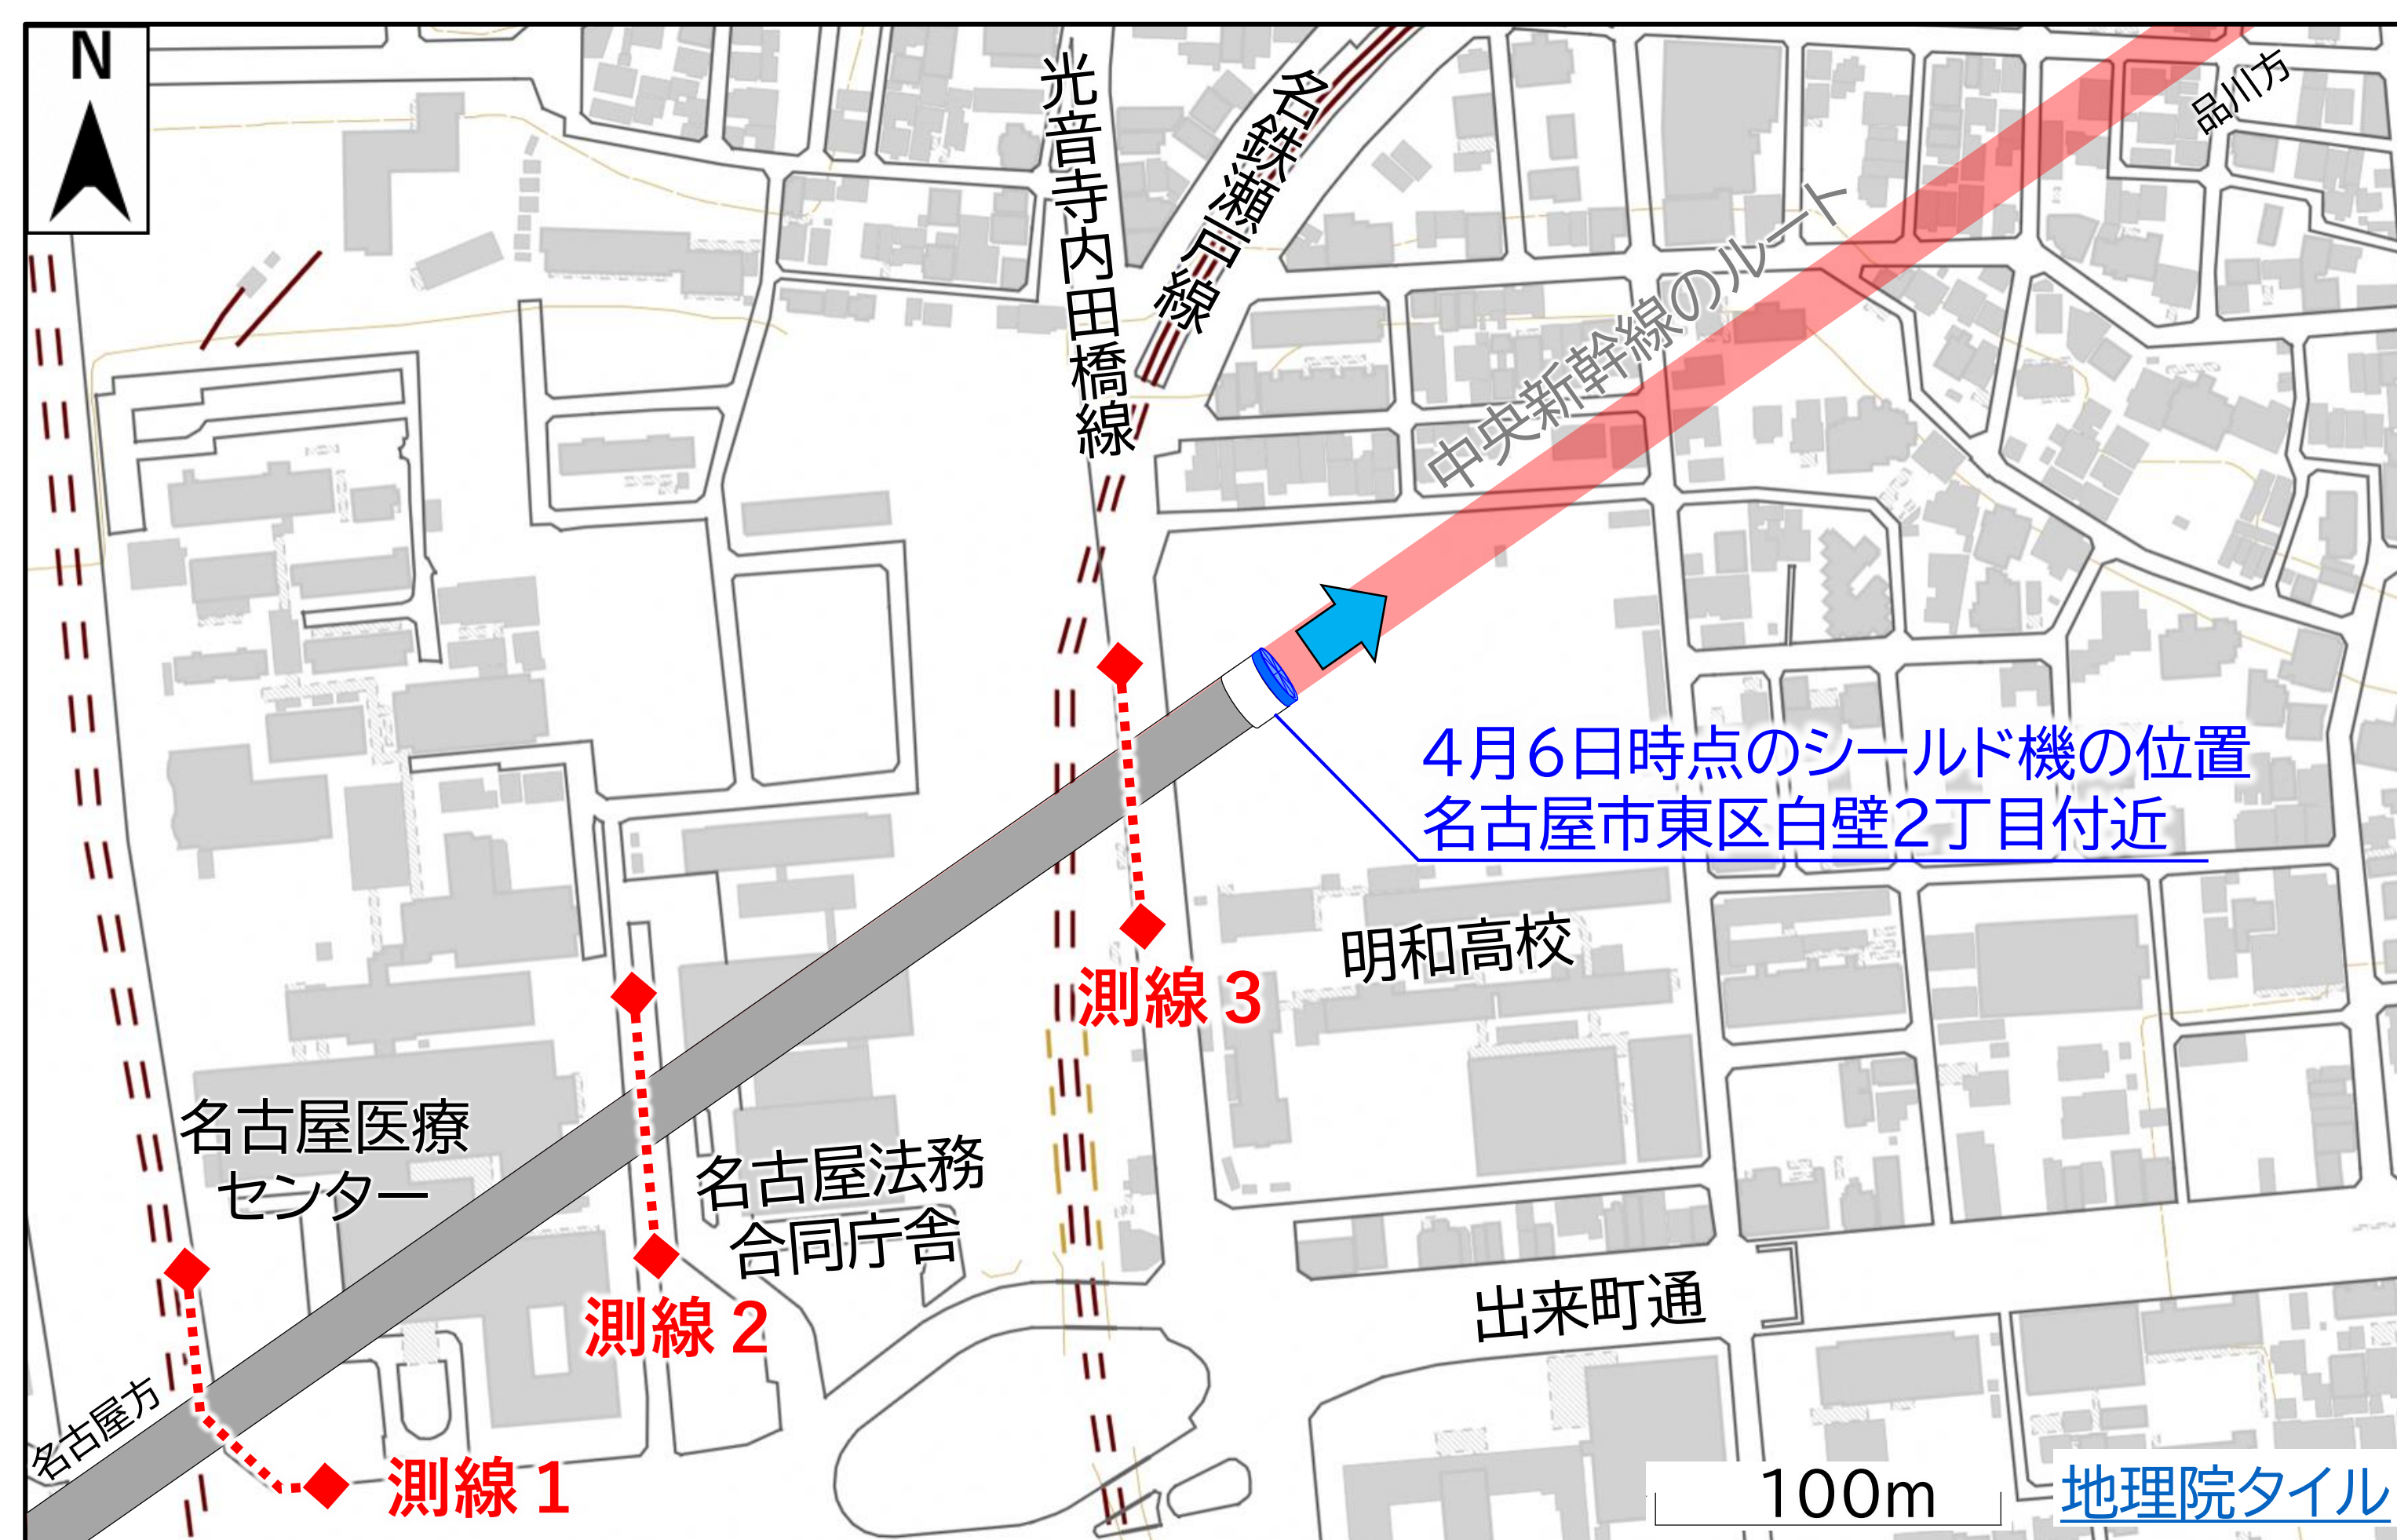 N
光音寺内田橋線
名鉄瀬戸線
品川方
中央新幹線のルート
4月6日時点のシールド機の位置
名古屋市東区白壁2丁目付近
明和高校
測線3
名古屋医療
センター
名古屋法務
合同庁舎
測線2
出来町通
名古屋方
測線1
100m
地理院タイル